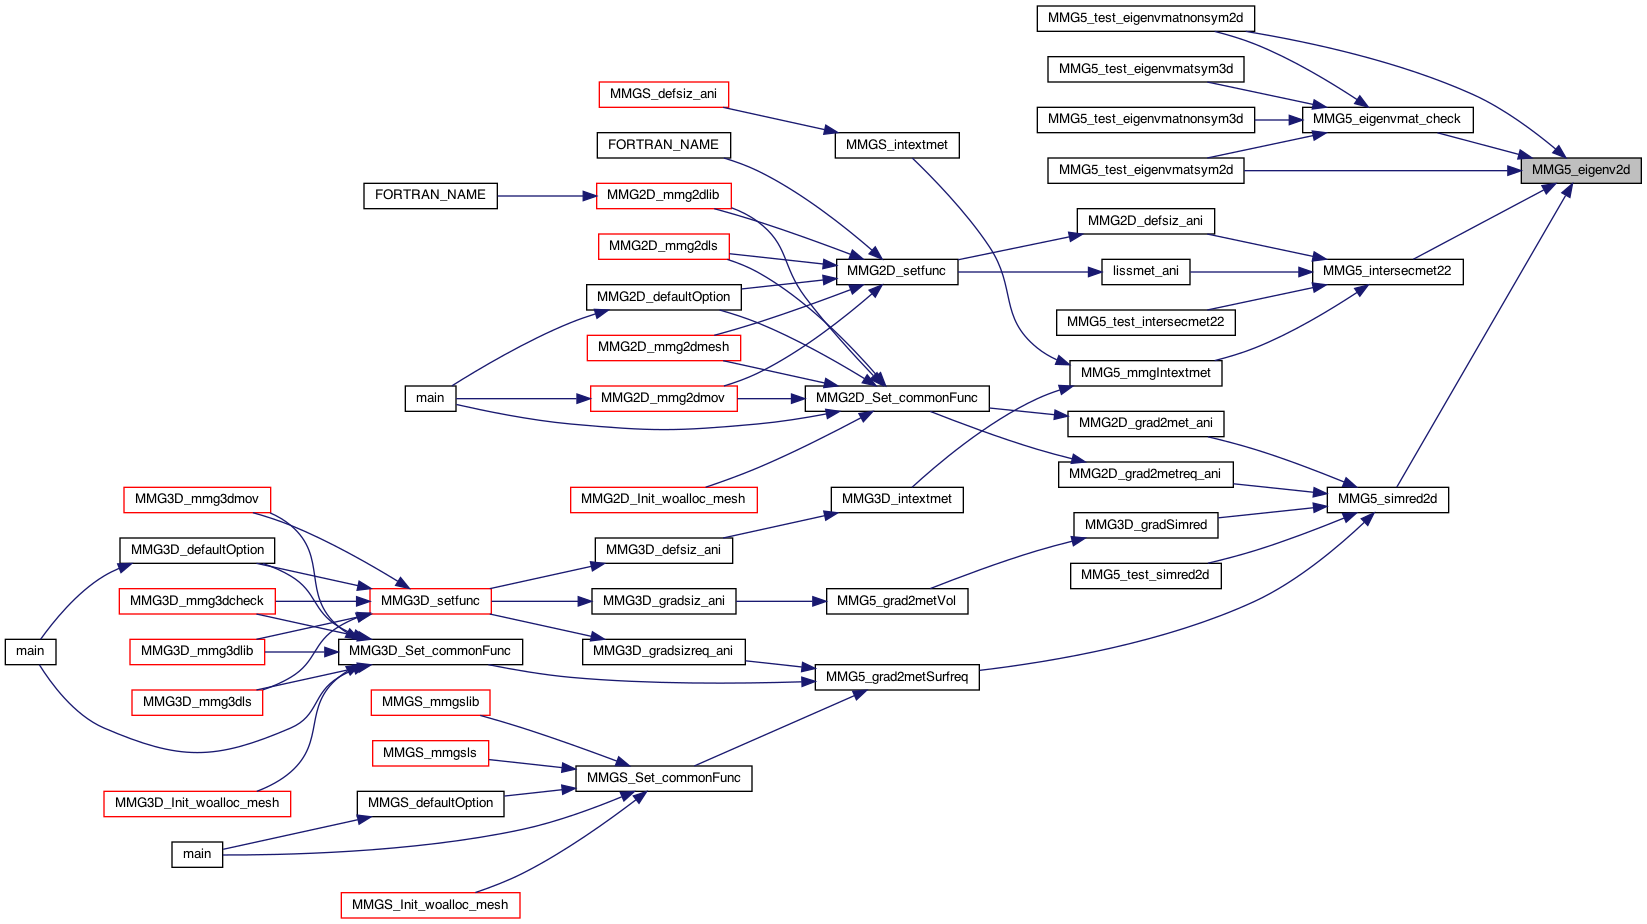 MMG5_test_eigenvmatnonsym2d
MMG5_test_eigenvmatsym3d
MMGS_defsiz_ani
MMG5_test_eigenvmatnonsym3d
MMG5_eigenvmat_check
FORTRAN_NAME
MMGS_intextmet
MMG5_test_eigenvmatsym2d
MMG5_eigenv2d
FORTRAN_NAME
MMG2D_mmg2dlib
MMG2D_defsiz_ani
MMG2D_mmg2dls
MMG2D_setfunc
lissmet_ani
MMG5_intersecmet22
MMG2D_defaultOption
MMG5_test_intersecmet22
MMG2D_mmg2dmesh
MMG5_mmgIntextmet
main
MMG2D_mmg2dmov
MMG2D_Set_commonFunc
MMG2D_grad2met_ani
MMG2D_grad2metreq_ani
MMG3D_mmg3dmov
MMG2D_Init_woalloc_mesh
MMG3D_intextmet
MMG5_simred2d
MMG3D_gradSimred
MMG3D_defaultOption
MMG3D_defsiz_ani
MMG5_test_simred2d
MMG3D_mmg3dcheck
MMG3D_setfunc
MMG3D_gradsiz_ani
MMG5_grad2metVol
main
MMG3D_mmg3dlib
MMG3D_Set_commonFunc
MMG3D_gradsizreq_ani
MMG5_grad2metSurfreq
MMG3D_mmg3dls
MMGS_mmgslib
MMGS_mmgsls
MMGS_Set_commonFunc
MMG3D_Init_woalloc_mesh
MMGS_defaultOption
main
MMGS_Init_woalloc_mesh